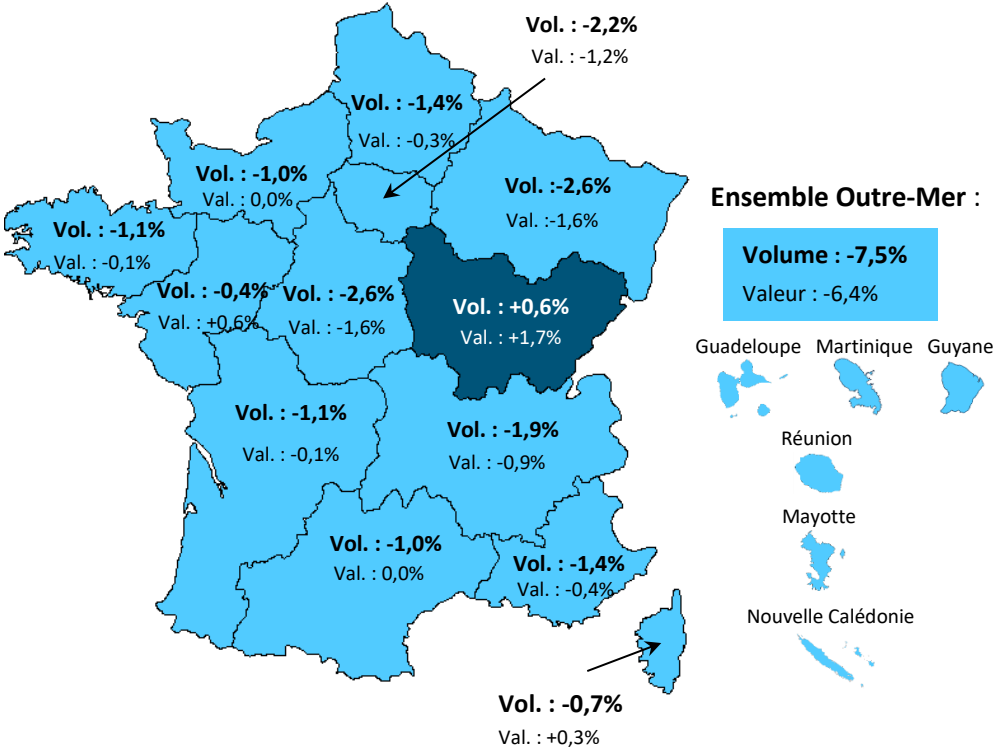 Vol. : -2,2%
Val. : -1,2%
Vol. : -1,4%
Val. : -0,3%
Vol. : -1,0%
Val. : 0,0%
Vol. :-2,6%
Val. :-1,6%
Vol. : -1,1%
Val. : -0,1%
Vol. : -0,4%
Val. : +0,6%
Vol. : -2,6%
Val. : -1,6%
Vol. : +0,6%
Val. : +1,7%
Vol. : -1,1%
Val. : -0,1%
Vol. : -1,9%
Val. : -0,9%
Vol. : -1,0%
Val. : 0,0%
Vol. : -1,4%
Val. : -0,4%
Vol. : -0,7%
Val. : +0,3%
Ensemble Outre-Mer :
Volume : -7,5%
Valeur : -6,4%
Guadeloupe Martinique Guyane
Réunion
Mayotte
Nouvelle Calédonie